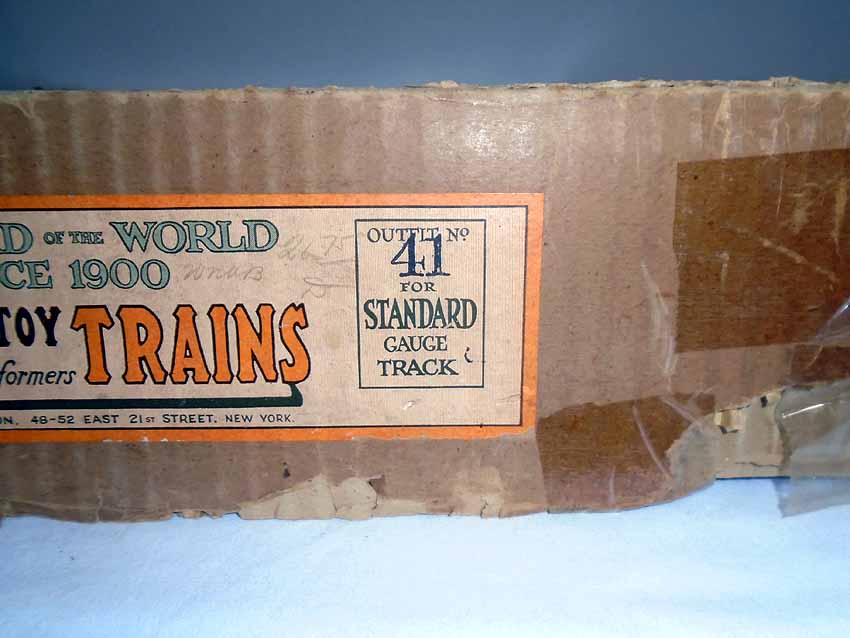 D OF THE WORLD
CE 1900
TOY TRAINS
formers
ON, 48-52 EAST 21ST STREET, NEW YORK.
OUTFIT No
41
FOR
STANDARD
GAUGE
TRACK